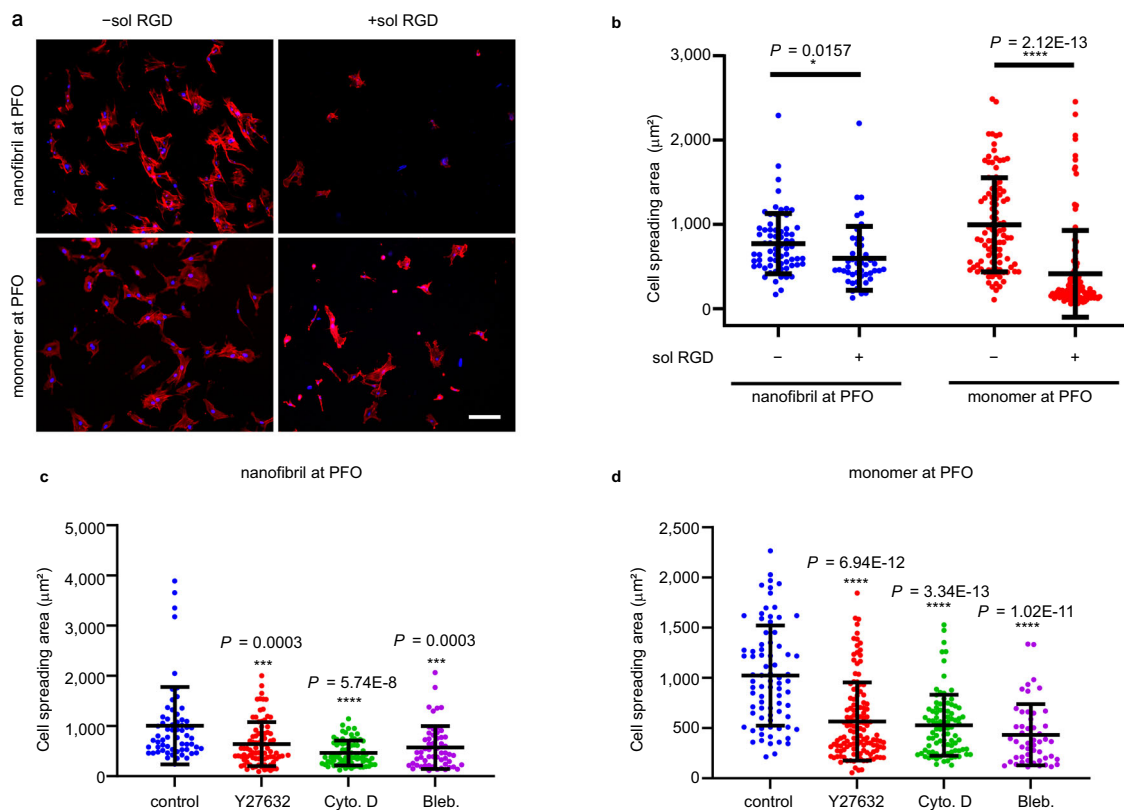 a
−sol RGD
+sol RGD
nanofibril at PFO
monomer at PFO
b
P = 0.0157
*
P = 2.12E-13
****
Cell spreading area (μm²)
3,000
2,000
1,000
0
sol RGD − + − +
nanofibril at PFO
monomer at PFO
c
nanofibril at PFO
Cell spreading area (μm²)
5,000
4,000
3,000
2,000
1,000
0
P = 0.0003
***
P = 5.74E-8
****
P = 0.0003
***
control Y27632 Cyto. D Bleb.
d
monomer at PFO
Cell spreading area (μm²)
2,500
2,000
1,500
1,000
500
0
P = 6.94E-12
****
P = 3.34E-13
****
P = 1.02E-11
****
control Y27632 Cyto. D Bleb.